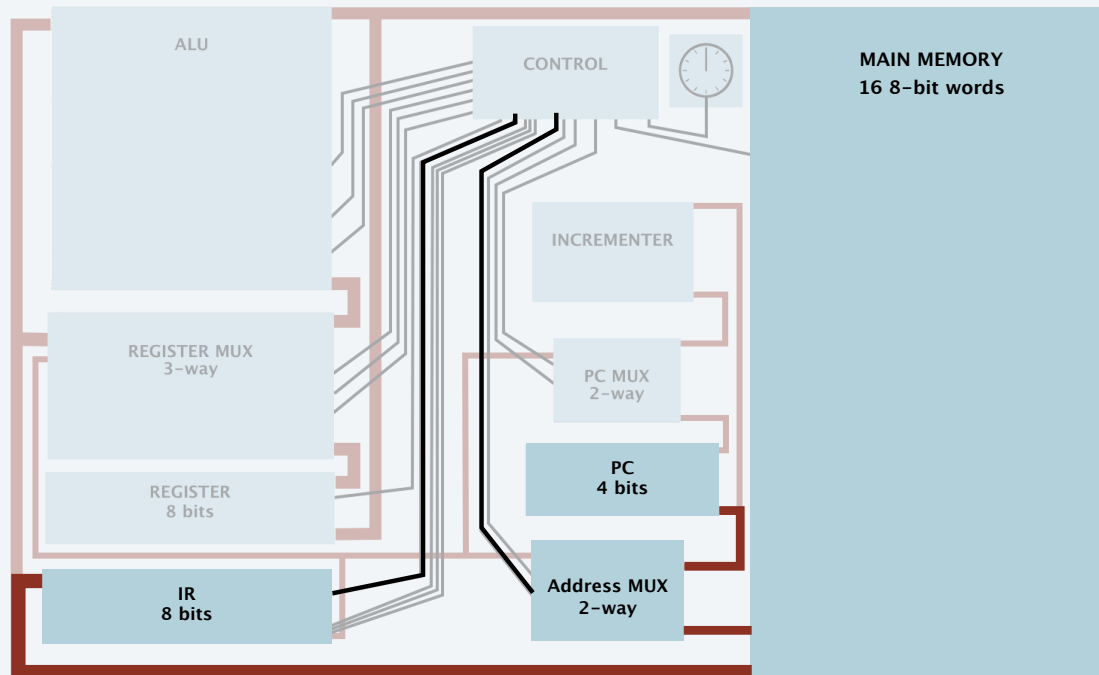 ALU
CONTROL
MAIN MEMORY
16 8-bit words
INCREMENTER
REGISTER MUX
3-way
PC MUX
2-way
PC
4 bits
REGISTER
8 bits
Address MUX
2-way
IR
8 bits